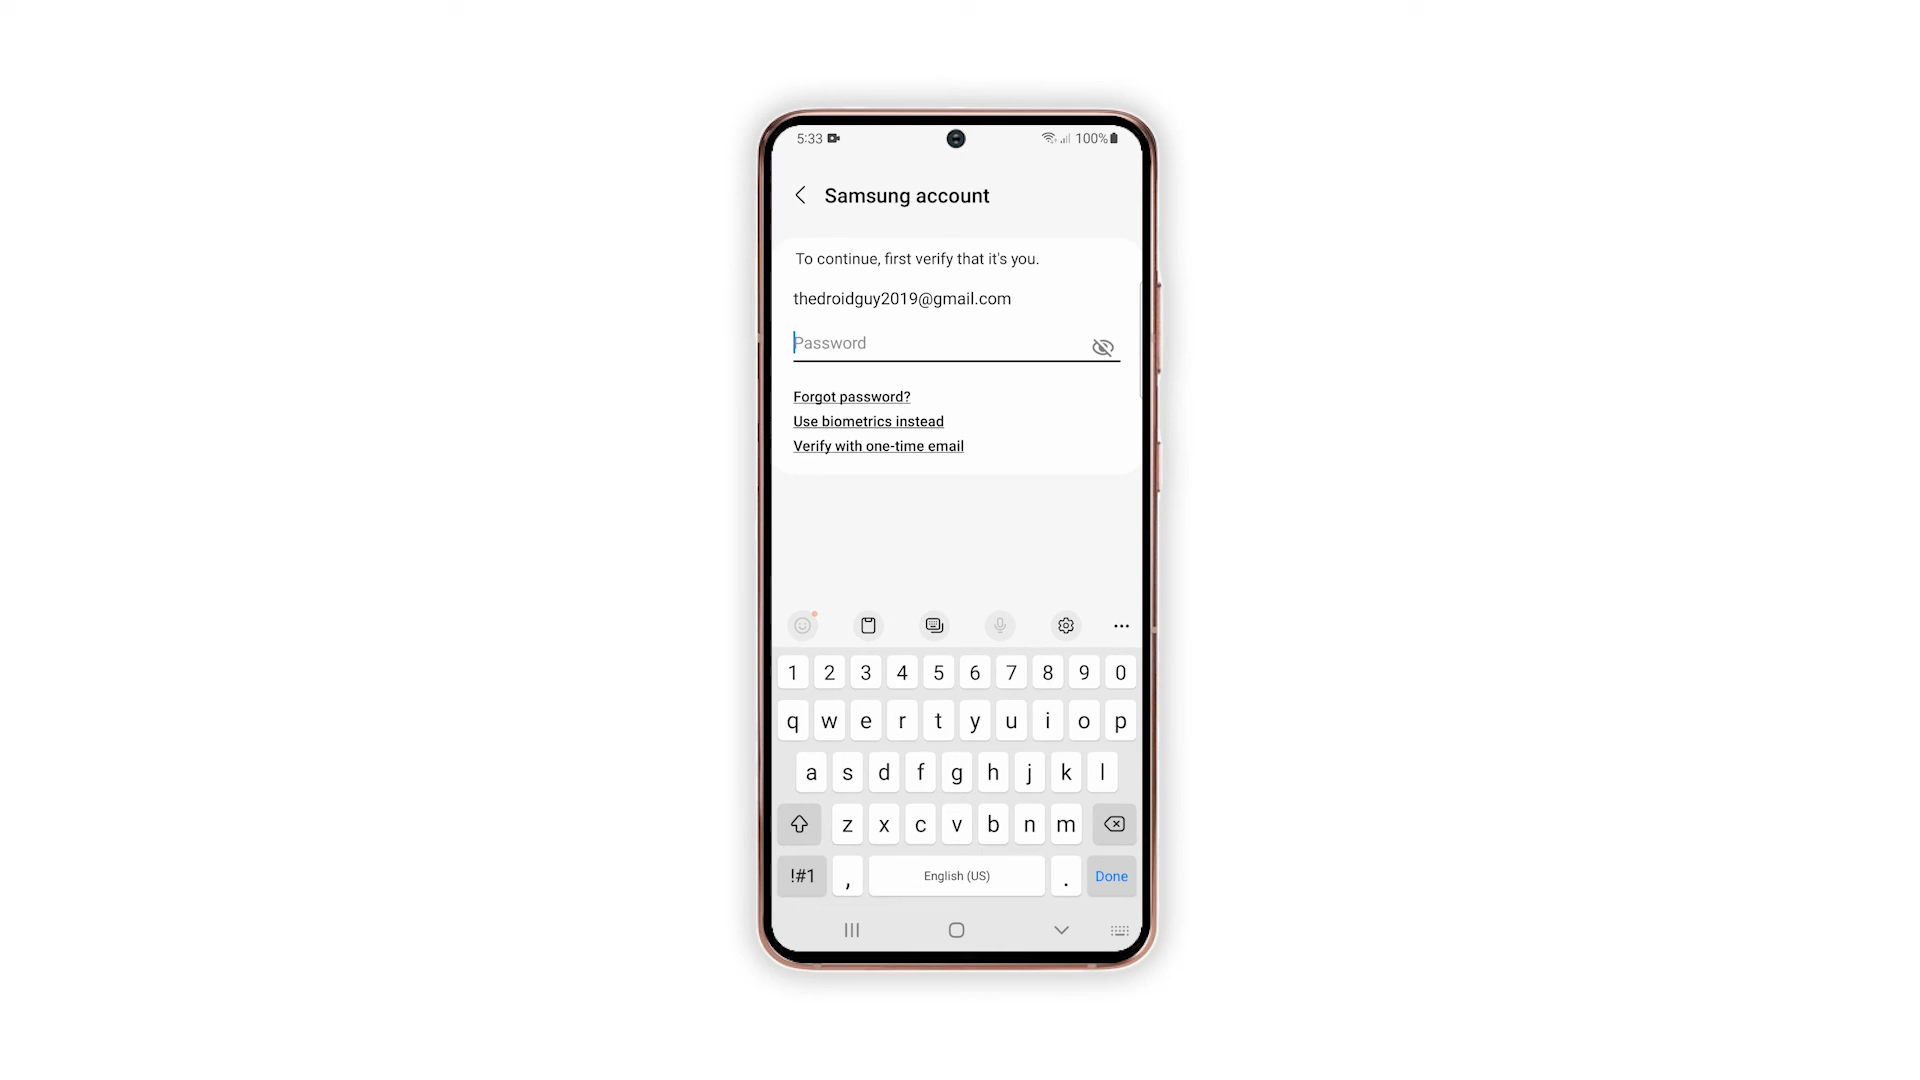 5:33 100%
Samsung account
To continue, first verify that it's you.
thedroidguy2019@gmail.com
Password
Forgot password?
Use biometrics instead
Verify with one-time email
1 2 3 4 5 6 7 8 9 0
q w e r t y u i o p
a s d f g h j k l
z x c v b n m
!#1 , English (US) . Done